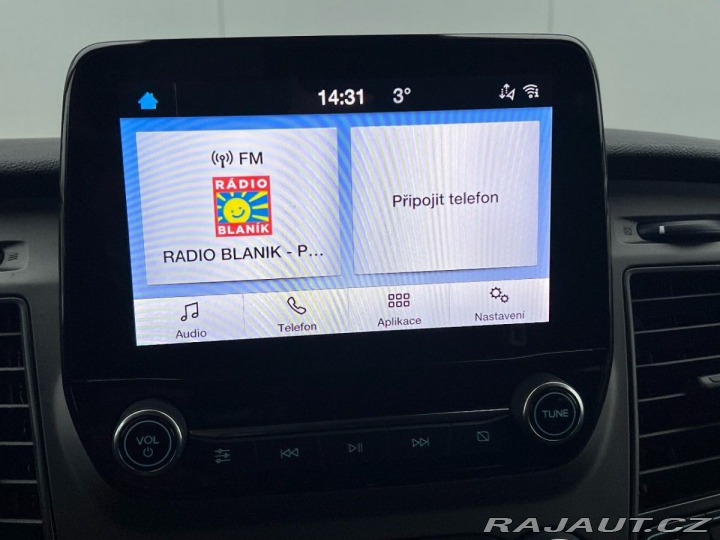 14:31 3°
FM
RÁDIO
BLANÍK
RADIO BLANIK - P...
Připojit telefon
Audio
Telefon
Aplikace
Nastavení
VOL
TUNE
RAJAUT.CZ